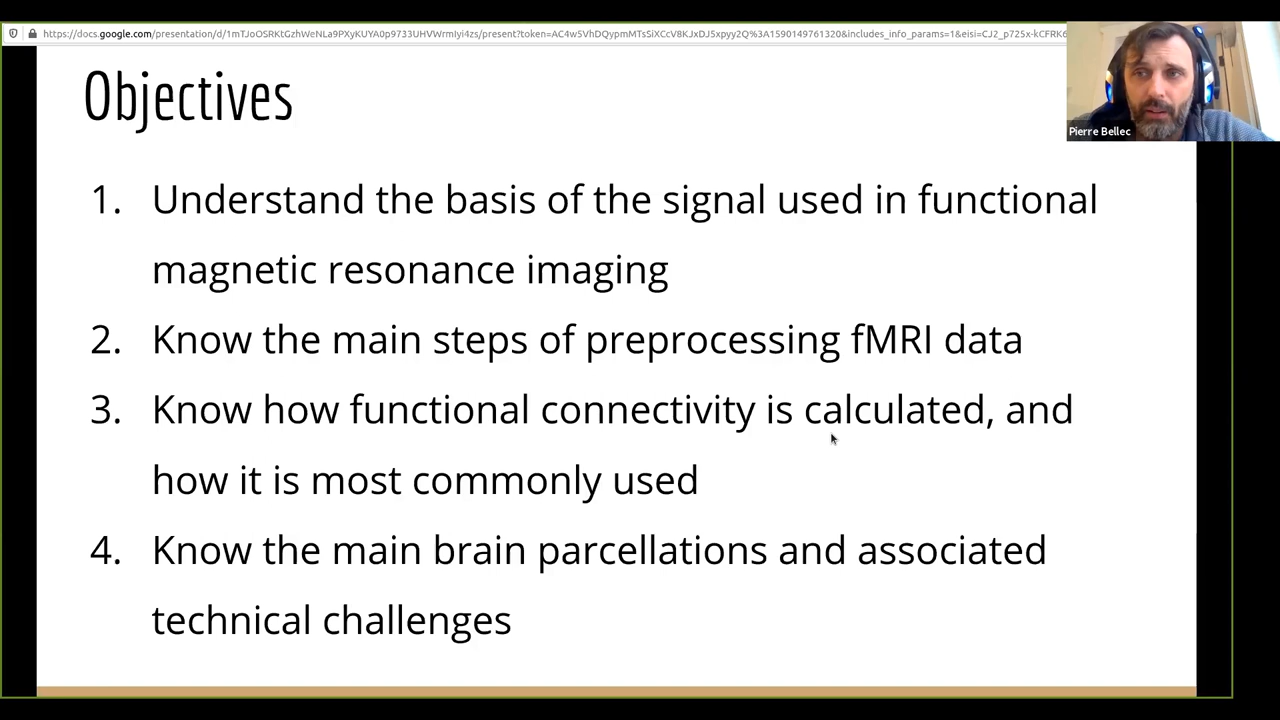 https://docs.google.com/presentation/d/1mTJoOSRKtGzhWeNLa9PXyKUYA0p9733UHVWrmIyi4zs/present?token=AC4w5VhDQypmMTsSiXCcV8KJxDJ5xpyy2Q%3A1590149761320&includes_info_params=1&eisi=CJ2_p725x-kCFRK6
Objectives
Pierre Bellec
1. Understand the basis of the signal used in functional
magnetic resonance imaging
2. Know the main steps of preprocessing fMRI data
3. Know how functional connectivity is calculated, and
how it is most commonly used
4. Know the main brain parcellations and associated
technical challenges